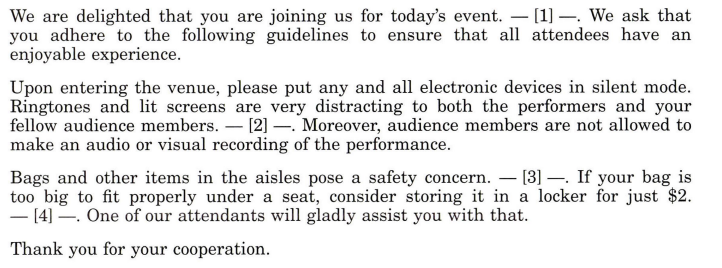 We are delighted that you are joining us for today's event. — [1] —. We ask that
you adhere to the following guidelines to ensure that all attendees have an
enjoyable experience.
Upon entering the venue, please put any and all electronic devices in silent mode.
Ringtones and lit screens are very distracting to both the performers and your
fellow audience members. — [2] —. Moreover, audience members are not allowed to
make an audio or visual recording of the performance.
Bags and other items in the aisles pose a safety concern. — [3] —. If your bag is
too big to fit properly under a seat, consider storing it in a locker for just $2.
— [4] —. One of our attendants will gladly assist you with that.
Thank you for your cooperation.